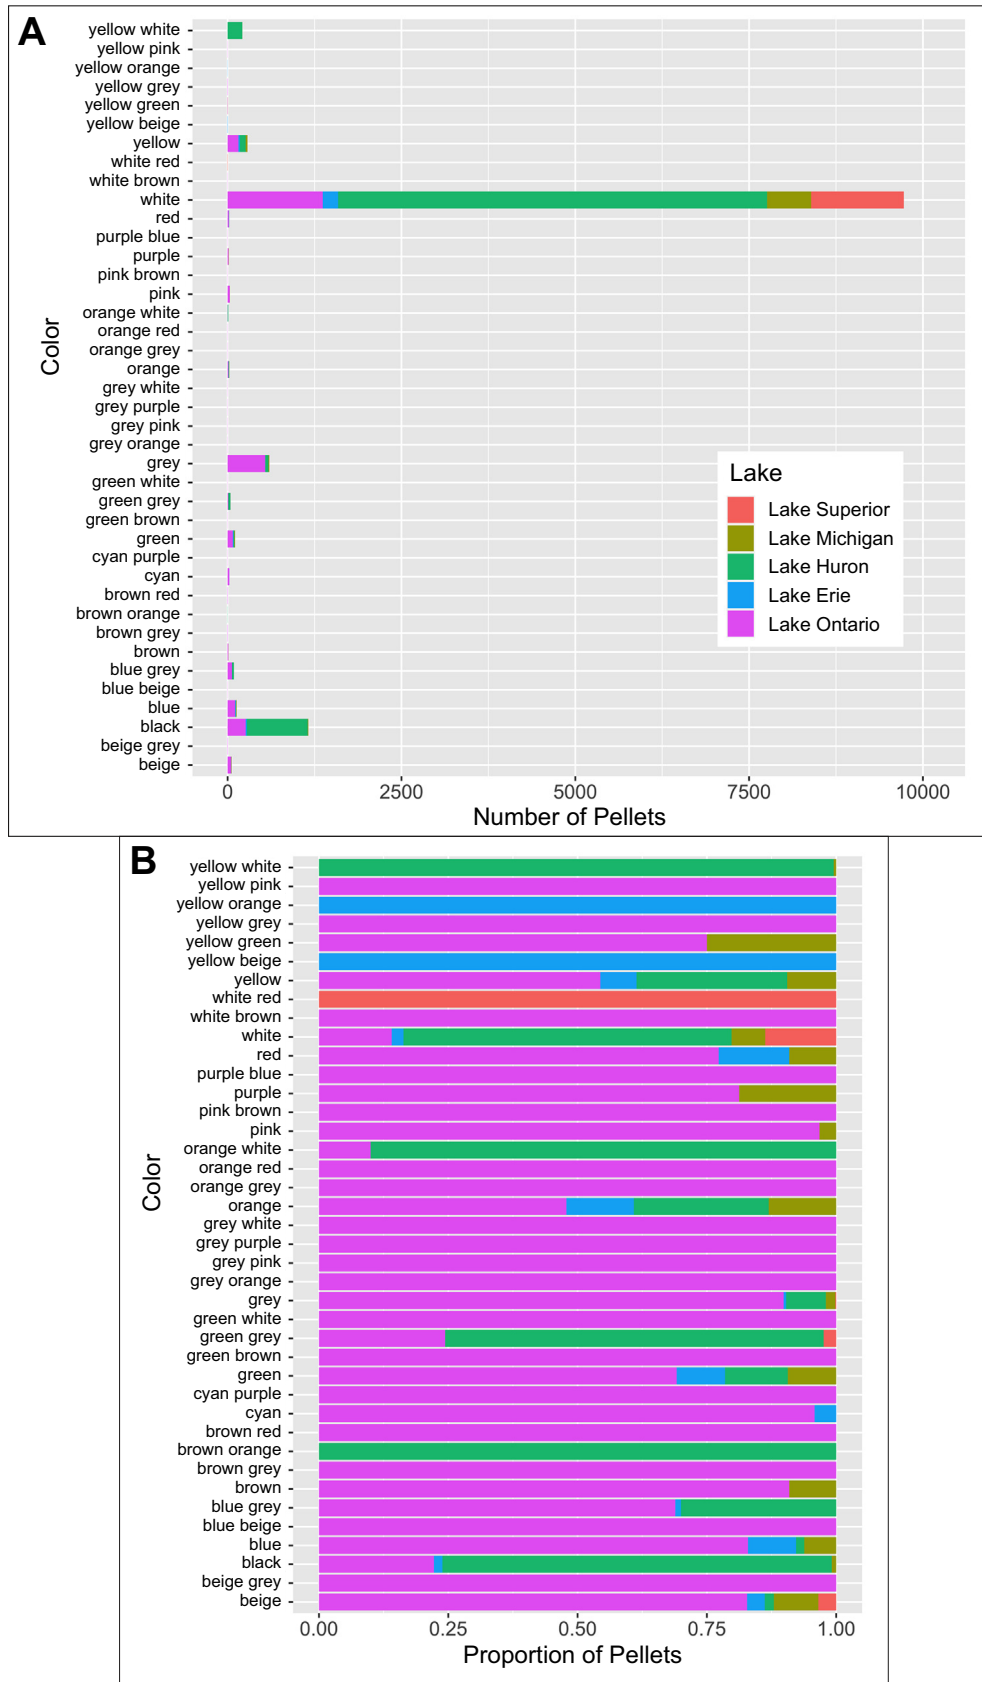 A
yellow white
yellow pink
yellow orange
yellow grey
yellow green
yellow beige
yellow
white red
white brown
white
red
purple blue
purple
pink brown
pink
orange white
orange red
orange grey
orange
grey white
grey purple
grey pink
grey orange
grey
green white
green grey
green brown
green
cyan purple
cyan
brown red
brown orange
brown grey
brown
blue grey
blue beige
blue
black
beige grey
beige
Color
Lake
Lake Superior
Lake Michigan
Lake Huron
Lake Erie
Lake Ontario
0 2500 5000 7500 10000
Number of Pellets
B
yellow white
yellow pink
yellow orange
yellow grey
yellow green
yellow beige
yellow
white red
white brown
white
red
purple blue
purple
pink brown
pink
orange white
orange red
orange grey
orange
grey white
grey purple
grey pink
grey orange
grey
green white
green grey
green brown
green
cyan purple
cyan
brown red
brown orange
brown grey
brown
blue grey
blue beige
blue
black
beige grey
beige
Color
0.00 0.25 0.50 0.75 1.00
Proportion of Pellets